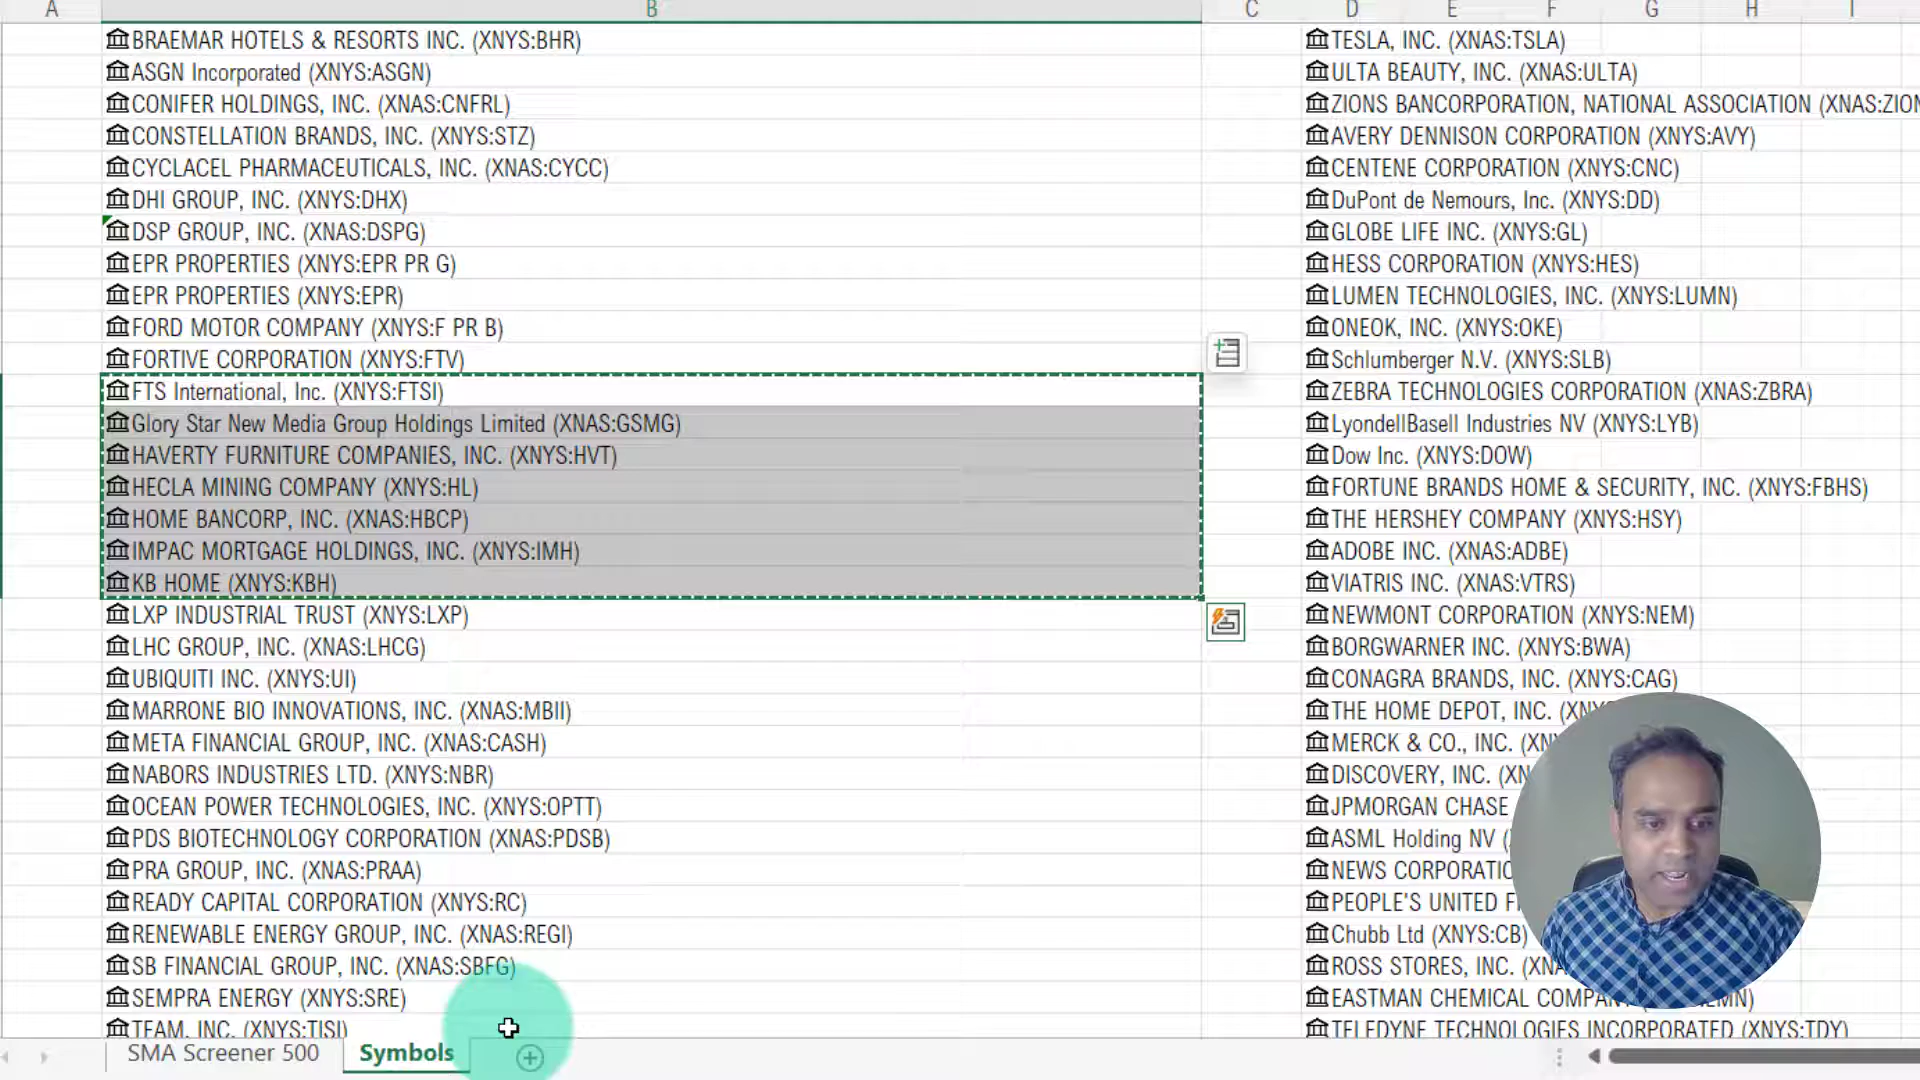 A B C D E F G H I
BRAEMAR HOTELS & RESORTS INC. (XNYS:BHR)
ASGN Incorporated (XNYS:ASGN)
CONIFER HOLDINGS, INC. (XNAS:CNFRL)
CONSTELLATION BRANDS, INC. (XNYS:STZ)
CYCLACEL PHARMACEUTICALS, INC. (XNAS:CYCC)
DHI GROUP, INC. (XNYS:DHX)
DSP GROUP, INC. (XNAS:DSPG)
EPR PROPERTIES (XNYS:EPR PR G)
EPR PROPERTIES (XNYS:EPR)
FORD MOTOR COMPANY (XNYS:F PR B)
FORTIVE CORPORATION (XNYS:FTV)
FTS International, Inc. (XNYS:FTSI)
Glory Star New Media Group Holdings Limited (XNAS:GSMG)
HAVERTY FURNITURE COMPANIES, INC. (XNYS:HVT)
HECLA MINING COMPANY (XNYS:HL)
HOME BANCORP, INC. (XNAS:HBCP)
IMPAC MORTGAGE HOLDINGS, INC. (XNYS:IMH)
KB HOME (XNYS:KBH)
LXP INDUSTRIAL TRUST (XNYS:LXP)
LHC GROUP, INC. (XNAS:LHCG)
UBIQUITI INC. (XNYS:UI)
MARRONE BIO INNOVATIONS, INC. (XNAS:MBII)
META FINANCIAL GROUP, INC. (XNAS:CASH)
NABORS INDUSTRIES LTD. (XNYS:NBR)
OCEAN POWER TECHNOLOGIES, INC. (XNYS:OPTT)
PDS BIOTECHNOLOGY CORPORATION (XNAS:PDSB)
PRA GROUP, INC. (XNAS:PRAA)
READY CAPITAL CORPORATION (XNYS:RC)
RENEWABLE ENERGY GROUP, INC. (XNAS:REGI)
SB FINANCIAL GROUP, INC. (XNAS:SBFG)
SEMPRA ENERGY (XNYS:SRE)
TEAM, INC. (XNYS:TISI)
TESLA, INC. (XNAS:TSLA)
ULTA BEAUTY, INC. (XNAS:ULTA)
ZIONS BANCORPORATION, NATIONAL ASSOCIATION (XNAS:ZION
AVERY DENNISON CORPORATION (XNYS:AVY)
CENTENE CORPORATION (XNYS:CNC)
DuPont de Nemours, Inc. (XNYS:DD)
GLOBE LIFE INC. (XNYS:GL)
HESS CORPORATION (XNYS:HES)
LUMEN TECHNOLOGIES, INC. (XNYS:LUMN)
ONEOK, INC. (XNYS:OKE)
Schlumberger N.V. (XNYS:SLB)
ZEBRA TECHNOLOGIES CORPORATION (XNAS:ZBRA)
LyondellBasell Industries NV (XNYS:LYB)
Dow Inc. (XNYS:DOW)
FORTUNE BRANDS HOME & SECURITY, INC. (XNYS:FBHS)
THE HERSHEY COMPANY (XNYS:HSY)
ADOBE INC. (XNAS:ADBE)
VIATRIS INC. (XNAS:VTRS)
NEWMONT CORPORATION (XNYS:NEM)
BORGWARNER INC. (XNYS:BWA)
CONAGRA BRANDS, INC. (XNYS:CAG)
THE HOME DEPOT, INC.
MERCK & CO., INC.
DISCOVERY, INC.
JPMORGAN CHASE
ASML Holding NV
NEWS
PEOPLE'S UNITED
Chubb Ltd (XNYS:CB)
ROSS STORES, INC.
EASTMAN CHEMICAL
TELEDYNE TECHNOLOGIES INCORPORATED (XNYS:TDY)
SMA Screener 500 Symbols